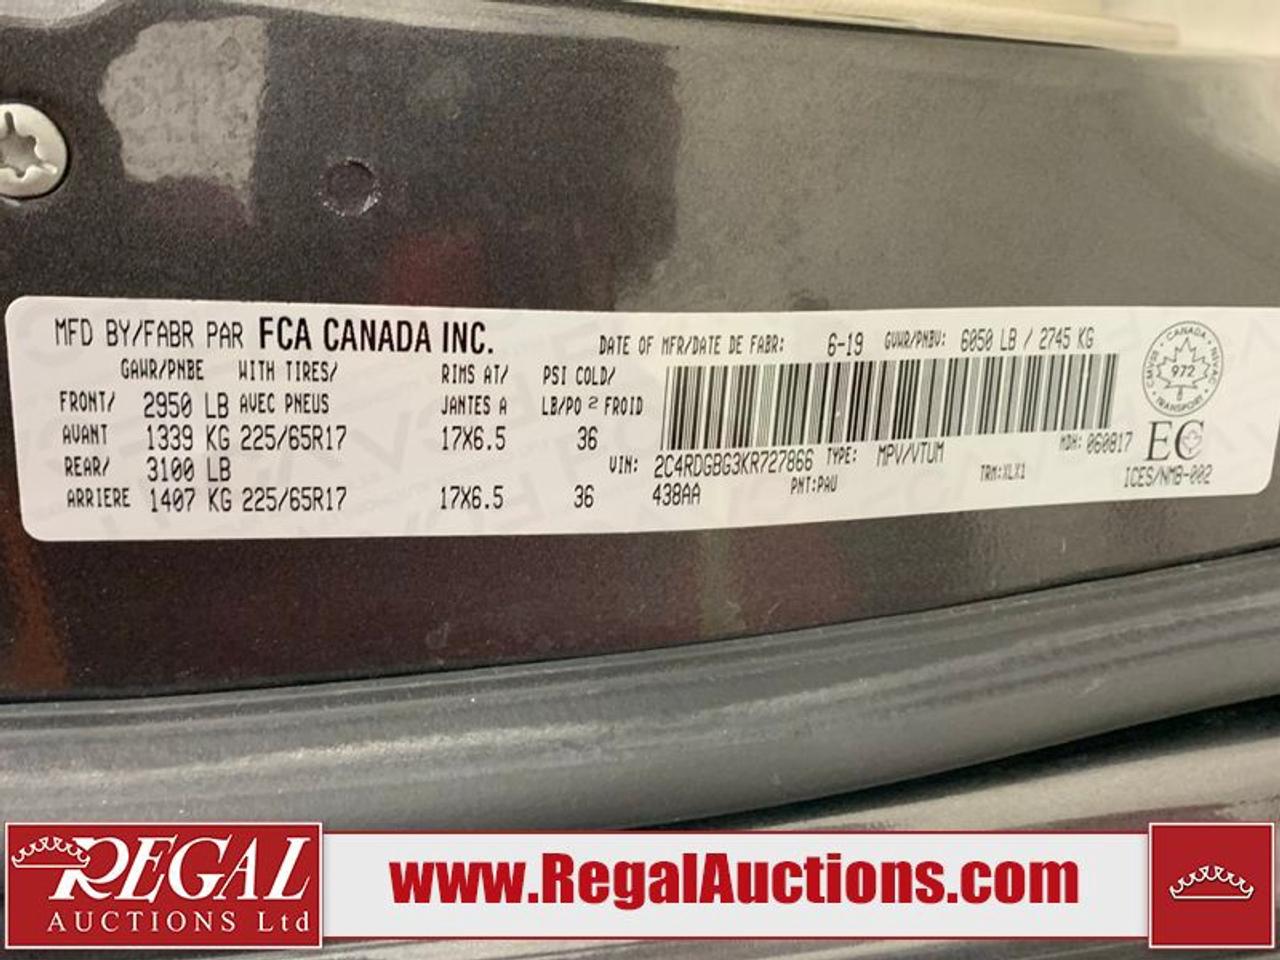 MFD BY/FABR PAR FCA CANADA INC. DATE OF MFR/DATE DE FABR: 6-19 GVWR/PNBV: 6050 LB / 2745 KG
GAWR/PNBE WITH TIRES/ RIMS AT/ PSI COLD/
FRONT/ 2950 LB AVEC PNEUS JANTES A LB/PO 2 FROID
AVANT 1339 KG 225/65R17 17X6.5 36
REAR/ 3100 LB
ARRIERE 1407 KG 225/65R17 17X6.5 36
VIN: 2C4RDGBG3KR727866 TYPE: MPV/VTUM MDH: 060817
438AA PNT:PAU TRM:XLX1
CANADA
CMVSS 972 NSVAC
TRANSPORT
EC
ICES/NMB-002
REGAL
AUCTIONS Ltd
www.RegalAuctions.com